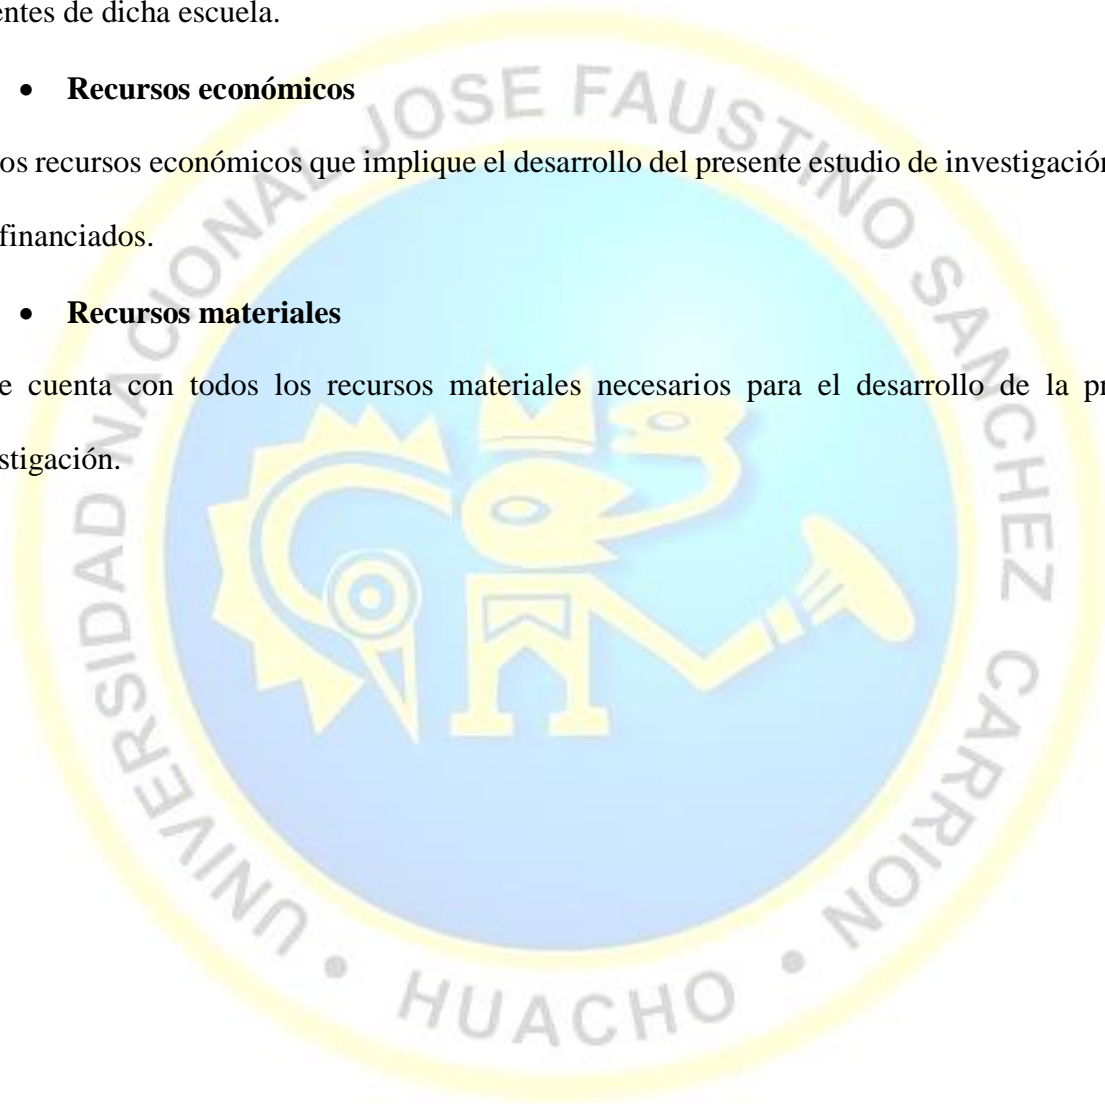 entes de dicha escuela.
• Recursos económicos
os recursos económicos que implique el desarrollo del presente estudio de investigación
financiados.
• Recursos materiales
e cuenta con todos los recursos materiales necesarios para el desarrollo de la pr
stigación.
UNIVERSIDAD NACIONAL JOSE FAUSTINO SANCHEZ CARRION • HUACHO •